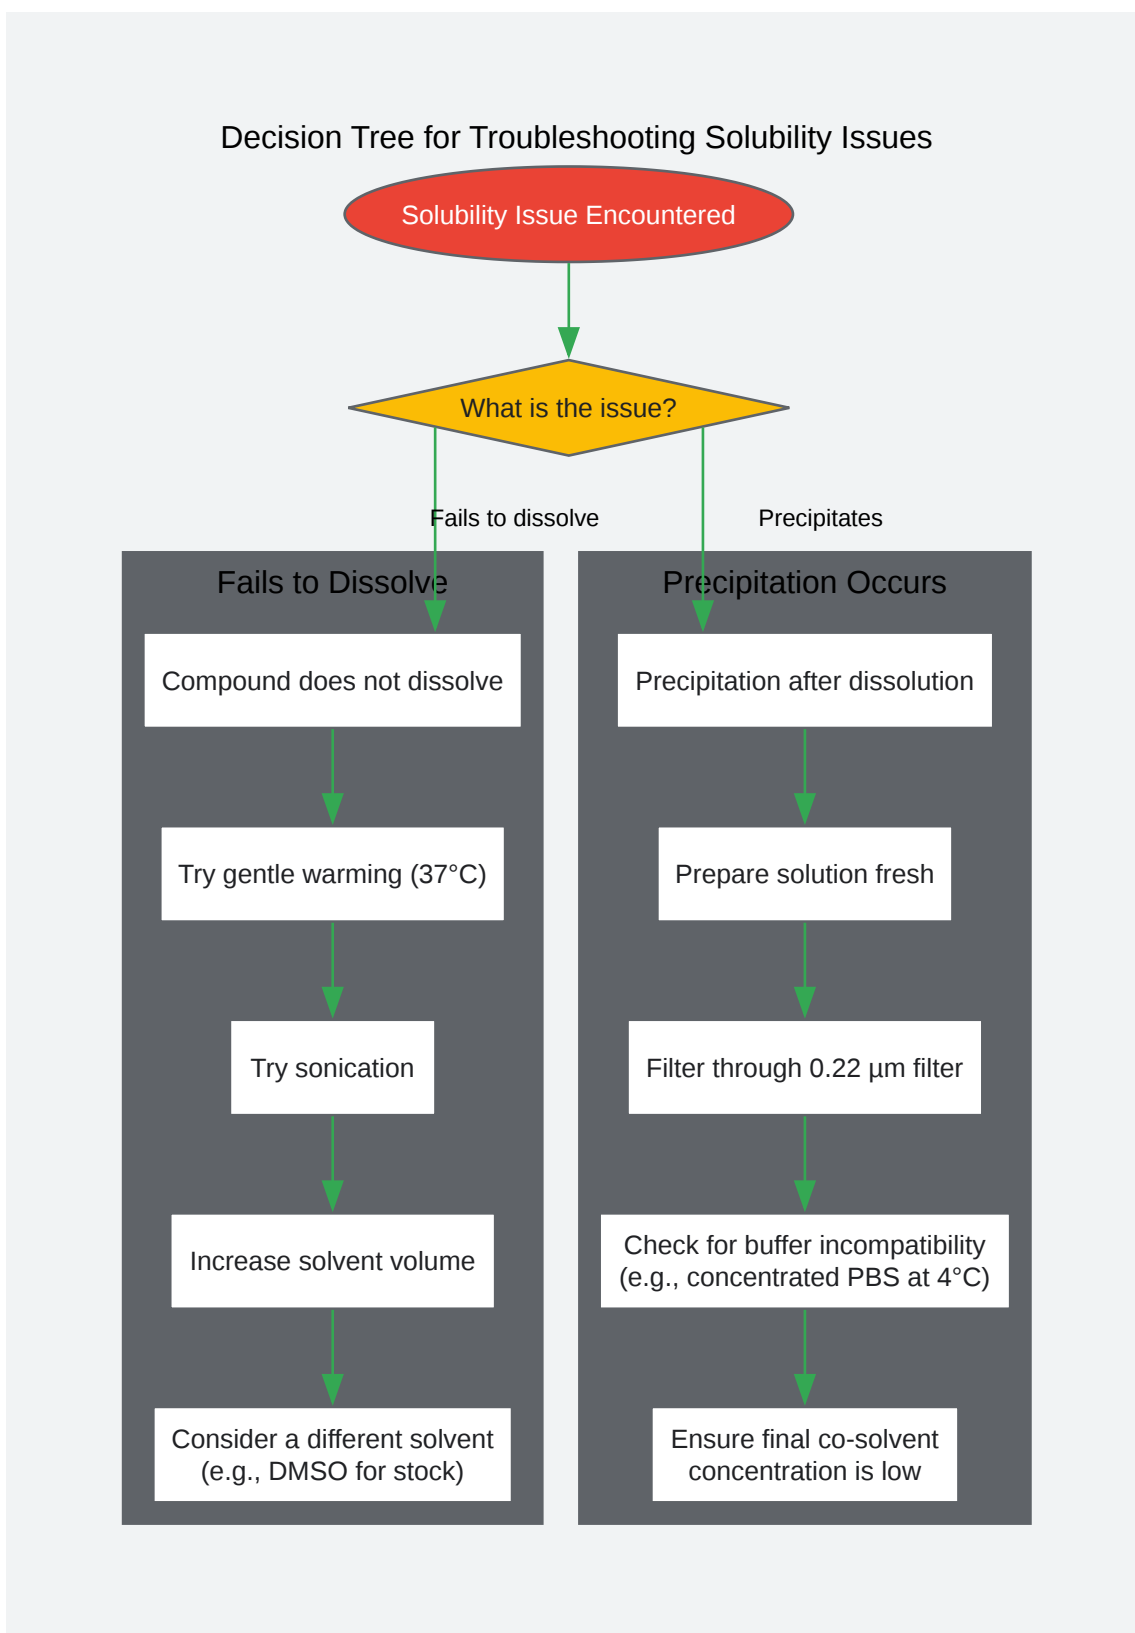 Decision Tree for Troubleshooting Solubility Issues
Solubility Issue Encountered
What is the issue?
Fails to dissolve
Precipitates
Fails to Dissolve
Compound does not dissolve
Try gentle warming (37°C)
Try sonication
Increase solvent volume
Consider a different solvent
(e.g., DMSO for stock)
Precipitation Occurs
Precipitation after dissolution
Prepare solution fresh
Filter through 0.22 µm filter
Check for buffer incompatibility
(e.g., concentrated PBS at 4°C)
Ensure final co-solvent
concentration is low